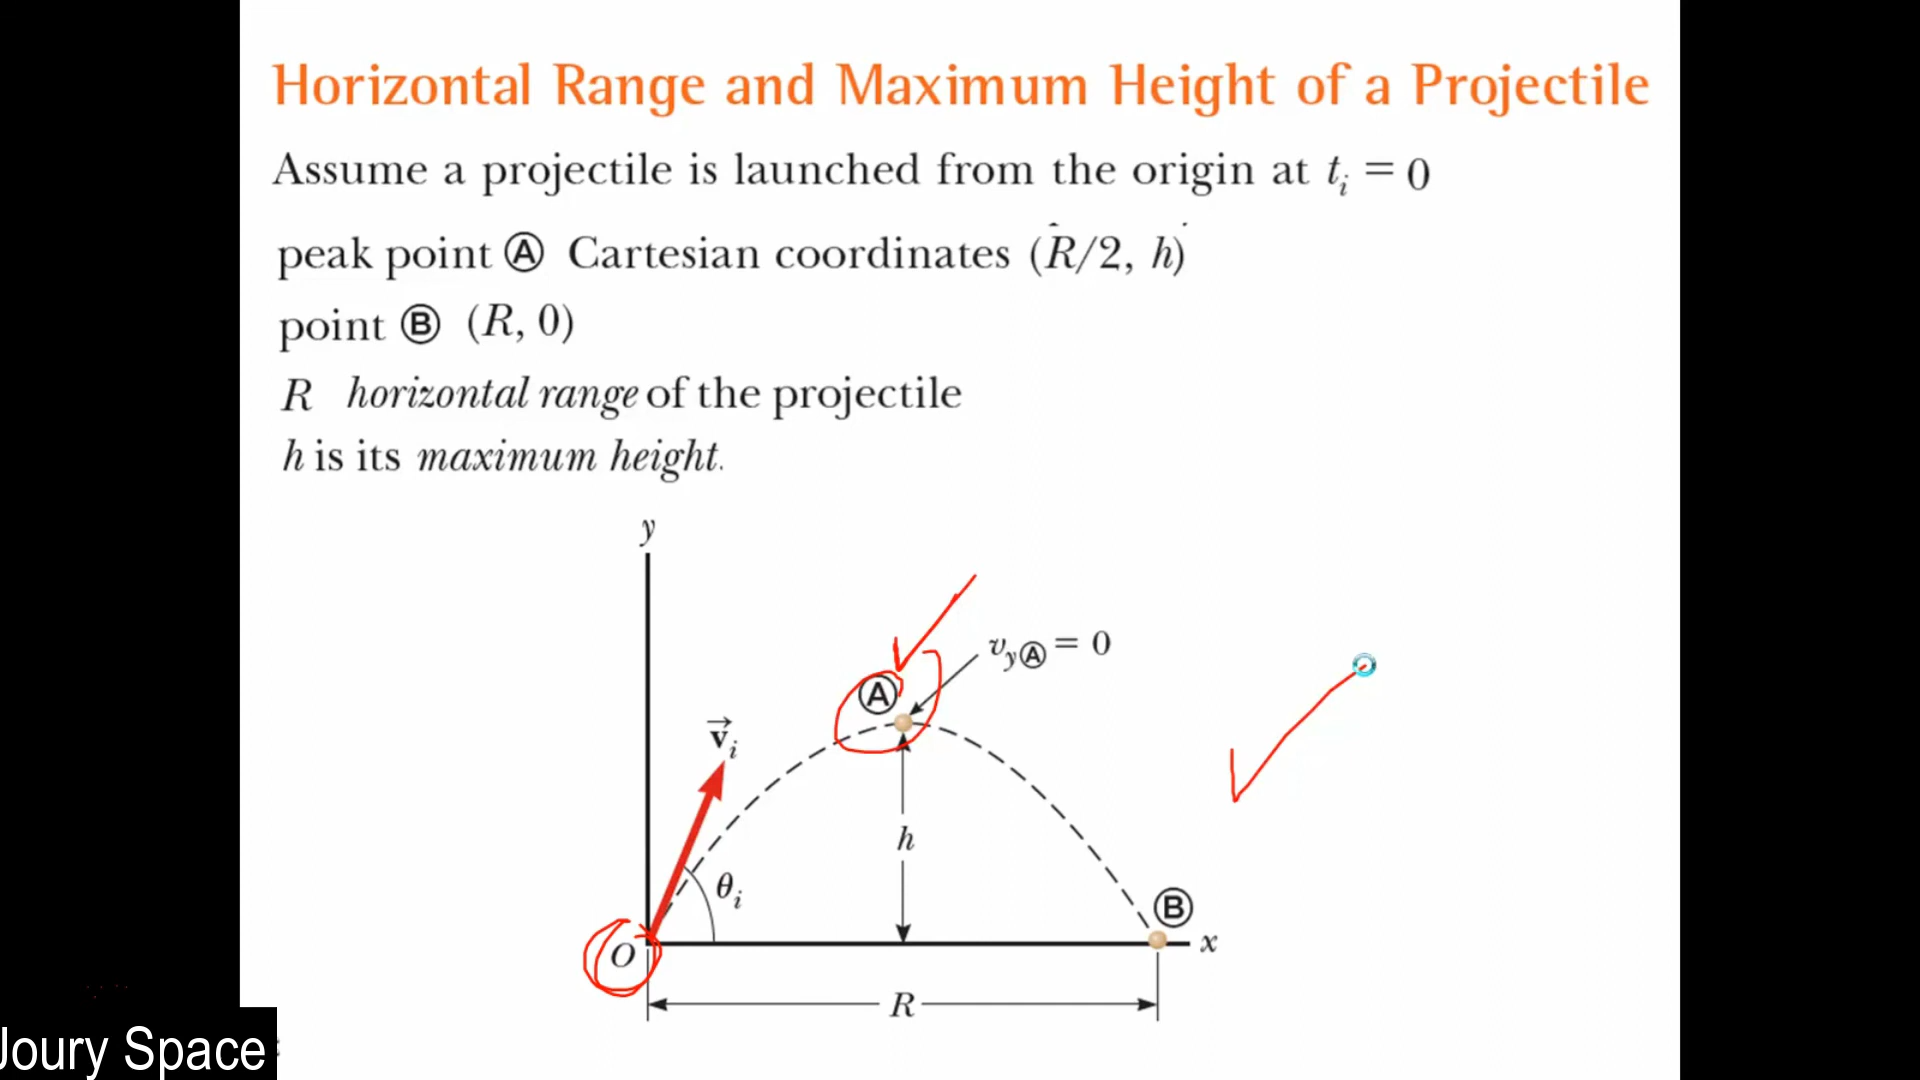 Horizontal Range and Maximum Height of a Projectile
Assume a projectile is launched from the origin at tᵢ = 0
peak point Ⓐ Cartesian coordinates (R/2, h)
point Ⓑ (R, 0)
R horizontal range of the projectile
h is its maximum height.
y
v_yⒶ = 0
Ⓐ
v⃗ᵢ
h
θᵢ
Ⓑ
O
x
R
Joury Space